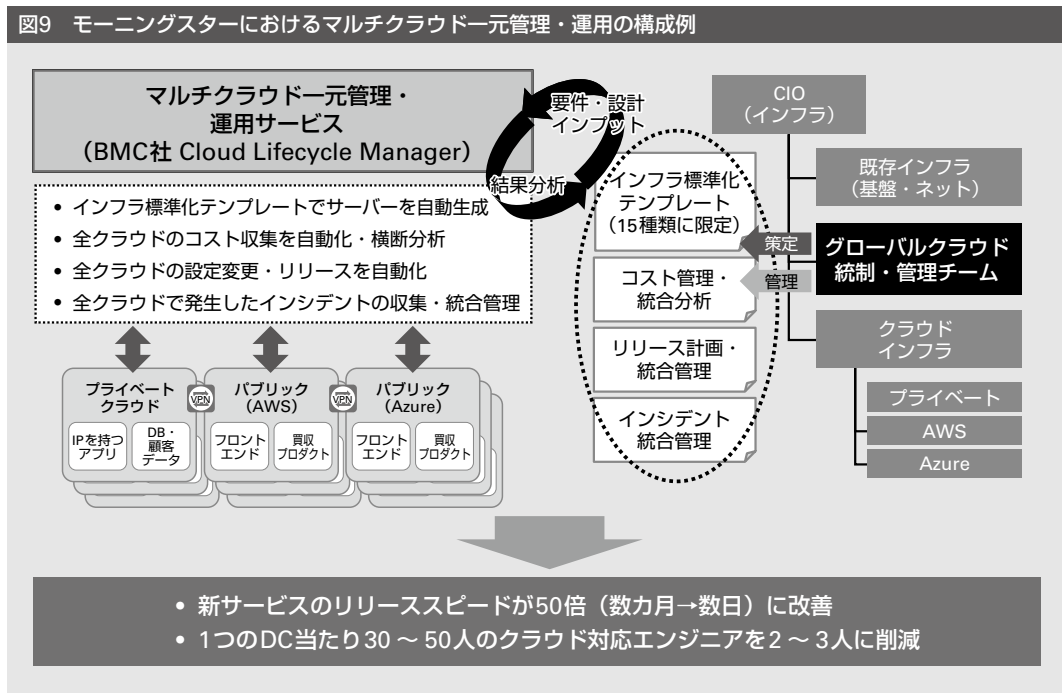 図9 モーニングスターにおけるマルチクラウド一元管理・運用の構成例
マルチクラウド一元管理・
運用サービス
（BMC社 Cloud Lifecycle Manager）
要件・設計
インプット
結果分析
• インフラ標準化テンプレートでサーバーを自動生成
• 全クラウドのコスト収集を自動化・横断分析
• 全クラウドの設定変更・リリースを自動化
• 全クラウドで発生したインシデントの収集・統合管理
プライベート
クラウド
IPを持つ
アプリ
DB・
顧客
データ
VPN
パブリック
（AWS）
フロント
エンド
買収
プロダクト
VPN
パブリック
（Azure）
フロント
エンド
買収
プロダクト
インフラ標準化
テンプレート
（15種類に限定）
コスト管理・
統合分析
リリース計画・
統合管理
インシデント
統合管理
策定
管理
CIO
（インフラ）
既存インフラ
（基盤・ネット）
グローバルクラウド
統制・管理チーム
クラウド
インフラ
プライベート
AWS
Azure
• 新サービスのリリーススピードが50倍（数カ月→数日）に改善
• 1つのDC当たり30 ～ 50人のクラウド対応エンジニアを2 ～ 3人に削減